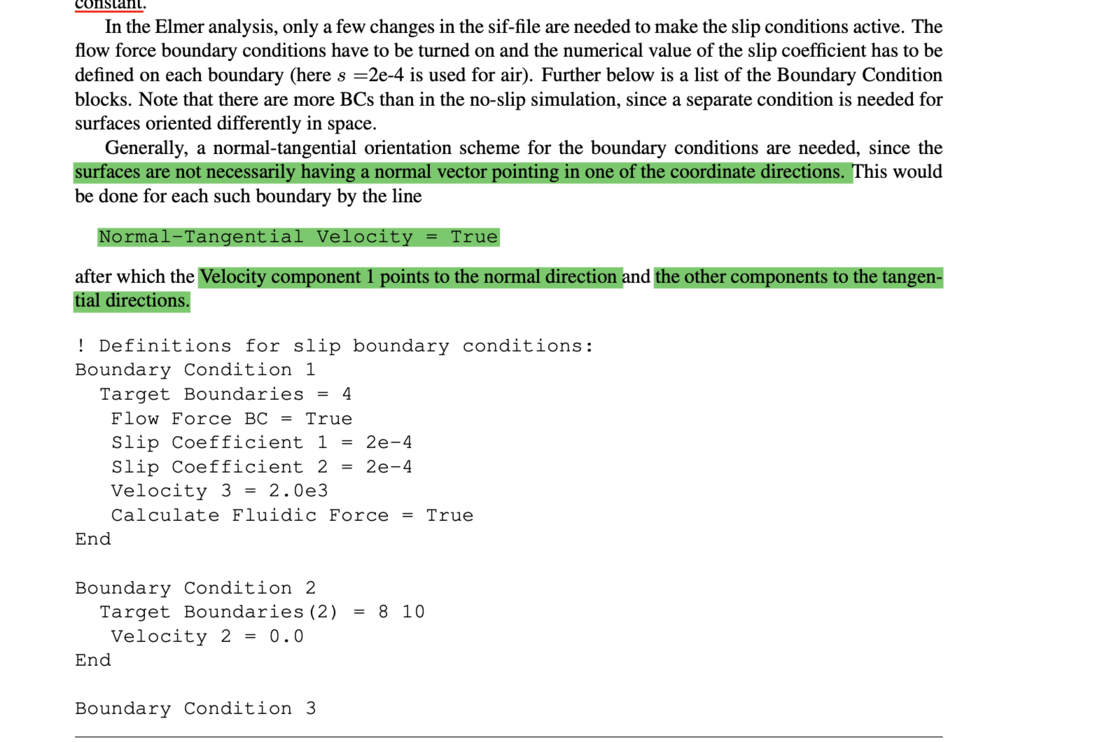 constant.
In the Elmer analysis, only a few changes in the sif-file are needed to make the slip conditions active. The
flow force boundary conditions have to be turned on and the numerical value of the slip coefficient has to be
defined on each boundary (here s =2e-4 is used for air). Further below is a list of the Boundary Condition
blocks. Note that there are more BCs than in the no-slip simulation, since a separate condition is needed for
surfaces oriented differently in space.
Generally, a normal-tangential orientation scheme for the boundary conditions are needed, since the
surfaces are not necessarily having a normal vector pointing in one of the coordinate directions. This would
be done for each such boundary by the line
Normal-Tangential Velocity = True
after which the Velocity component 1 points to the normal direction and the other components to the tangen-
tial directions.
! Definitions for slip boundary conditions:
Boundary Condition 1
Target Boundaries = 4
Flow Force BC = True
Slip Coefficient 1 = 2e-4
Slip Coefficient 2 = 2e-4
Velocity 3 = 2.0e3
Calculate Fluidic Force = True
End
Boundary Condition 2
Target Boundaries(2) = 8 10
Velocity 2 = 0.0
End
Boundary Condition 3